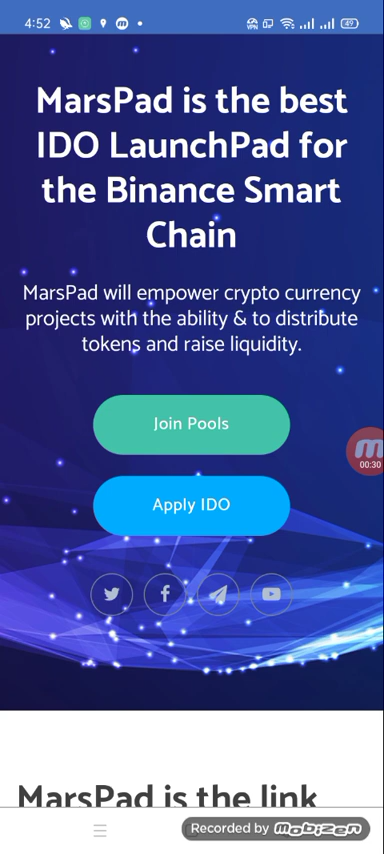 4:52
49
MarsPad is the best
IDO LaunchPad for
the Binance Smart
Chain
MarsPad will empower crypto currency
projects with the ability & to distribute
tokens and raise liquidity.
Join Pools
00:30
Apply IDO
MarsPad is the link
Recorded by mobizen